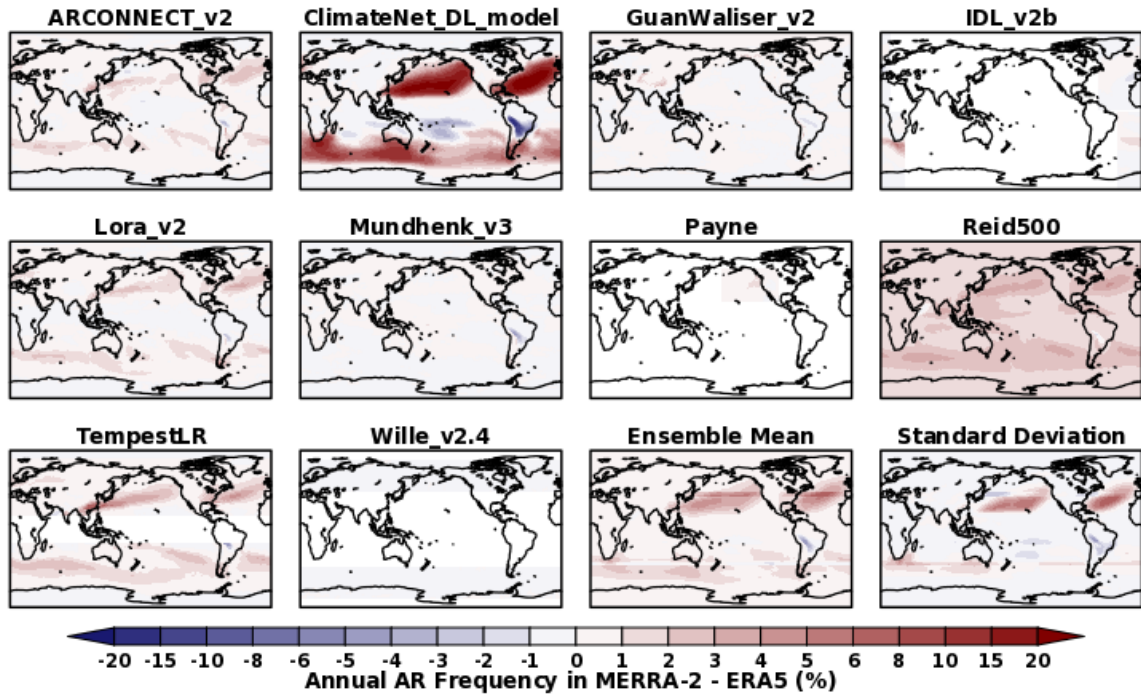 ARCONNECT_v2 ClimateNet_DL_model GuanWaliser_v2 IDL_v2b
Lora_v2 Mundhenk_v3 Payne Reid500
TempestLR Wille_v2.4 Ensemble Mean Standard Deviation
-20 -15 -10 -8 -6 -5 -4 -3 -2 -1 0 1 2 3 4 5 6 8 10 15 20
Annual AR Frequency in MERRA-2 - ERA5 (%)